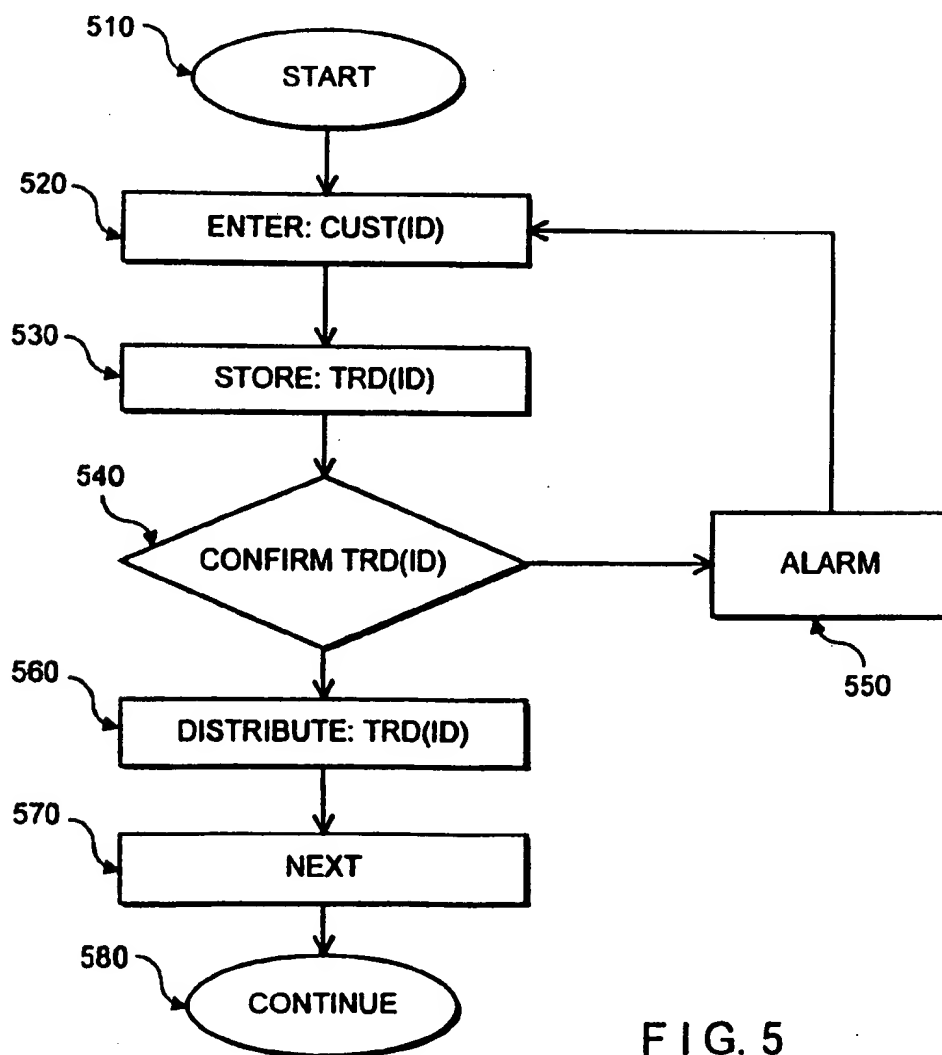 510
START
520
ENTER: CUST(ID)
530
STORE: TRD(ID)
540
CONFIRM TRD(ID)
ALARM
550
560
DISTRIBUTE: TRD(ID)
570
NEXT
580
CONTINUE
FIG. 5